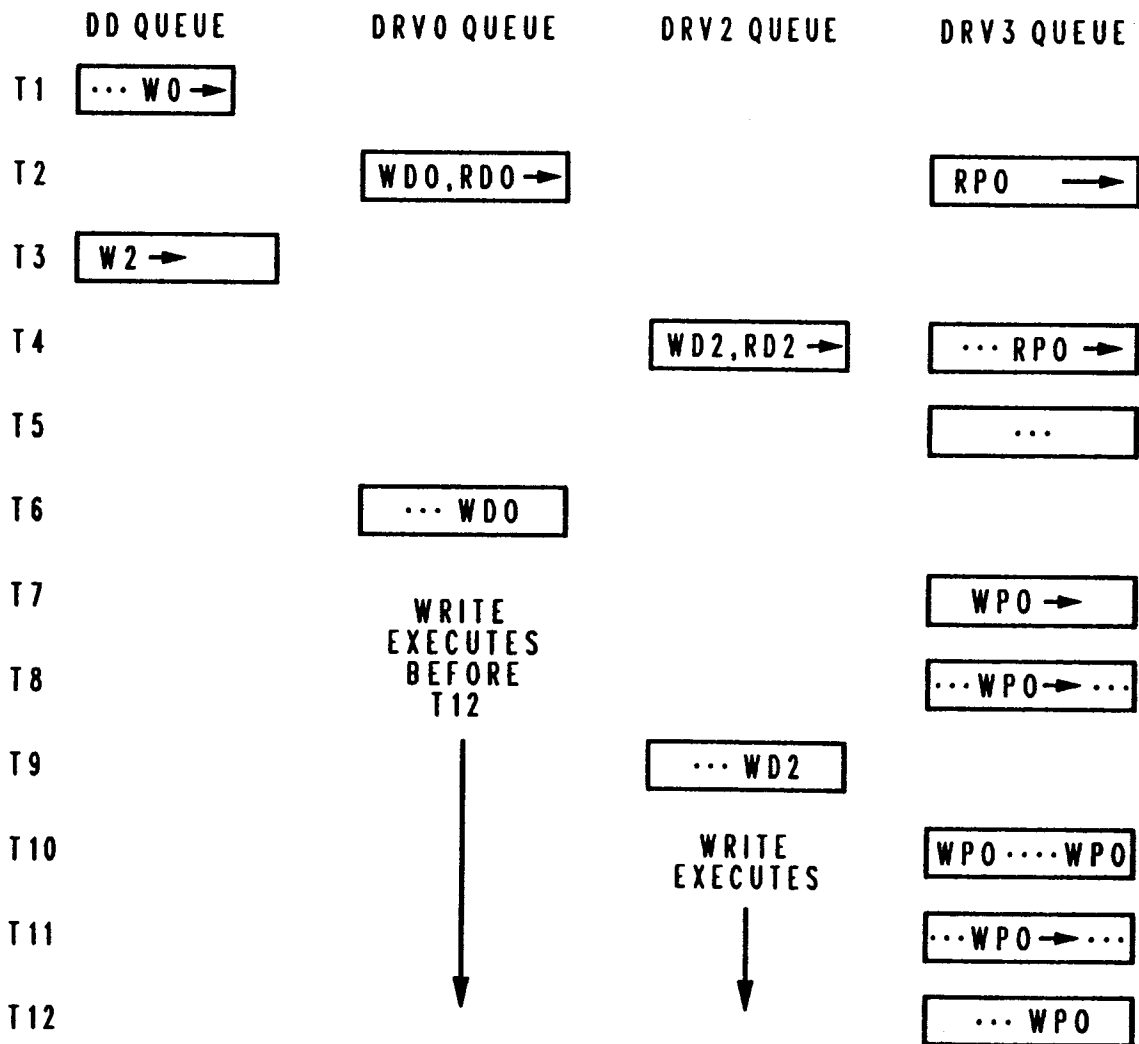 DD QUEUE DRV0 QUEUE DRV2 QUEUE DRV3 QUEUE
T1 ··· W0 →
T2 WD0,RD0 → RP0 →
T3 W2 →
T4 WD2,RD2 → ··· RP0 →
T5 ···
T6 ··· WD0
T7 WP0 →
WRITE
EXECUTES
BEFORE
T12
T8 ··· WP0 → ···
T9 ··· WD2
T10 WP0 ···· WP0
WRITE
EXECUTES
T11 ··· WP0 → ···
T12 ··· WP0